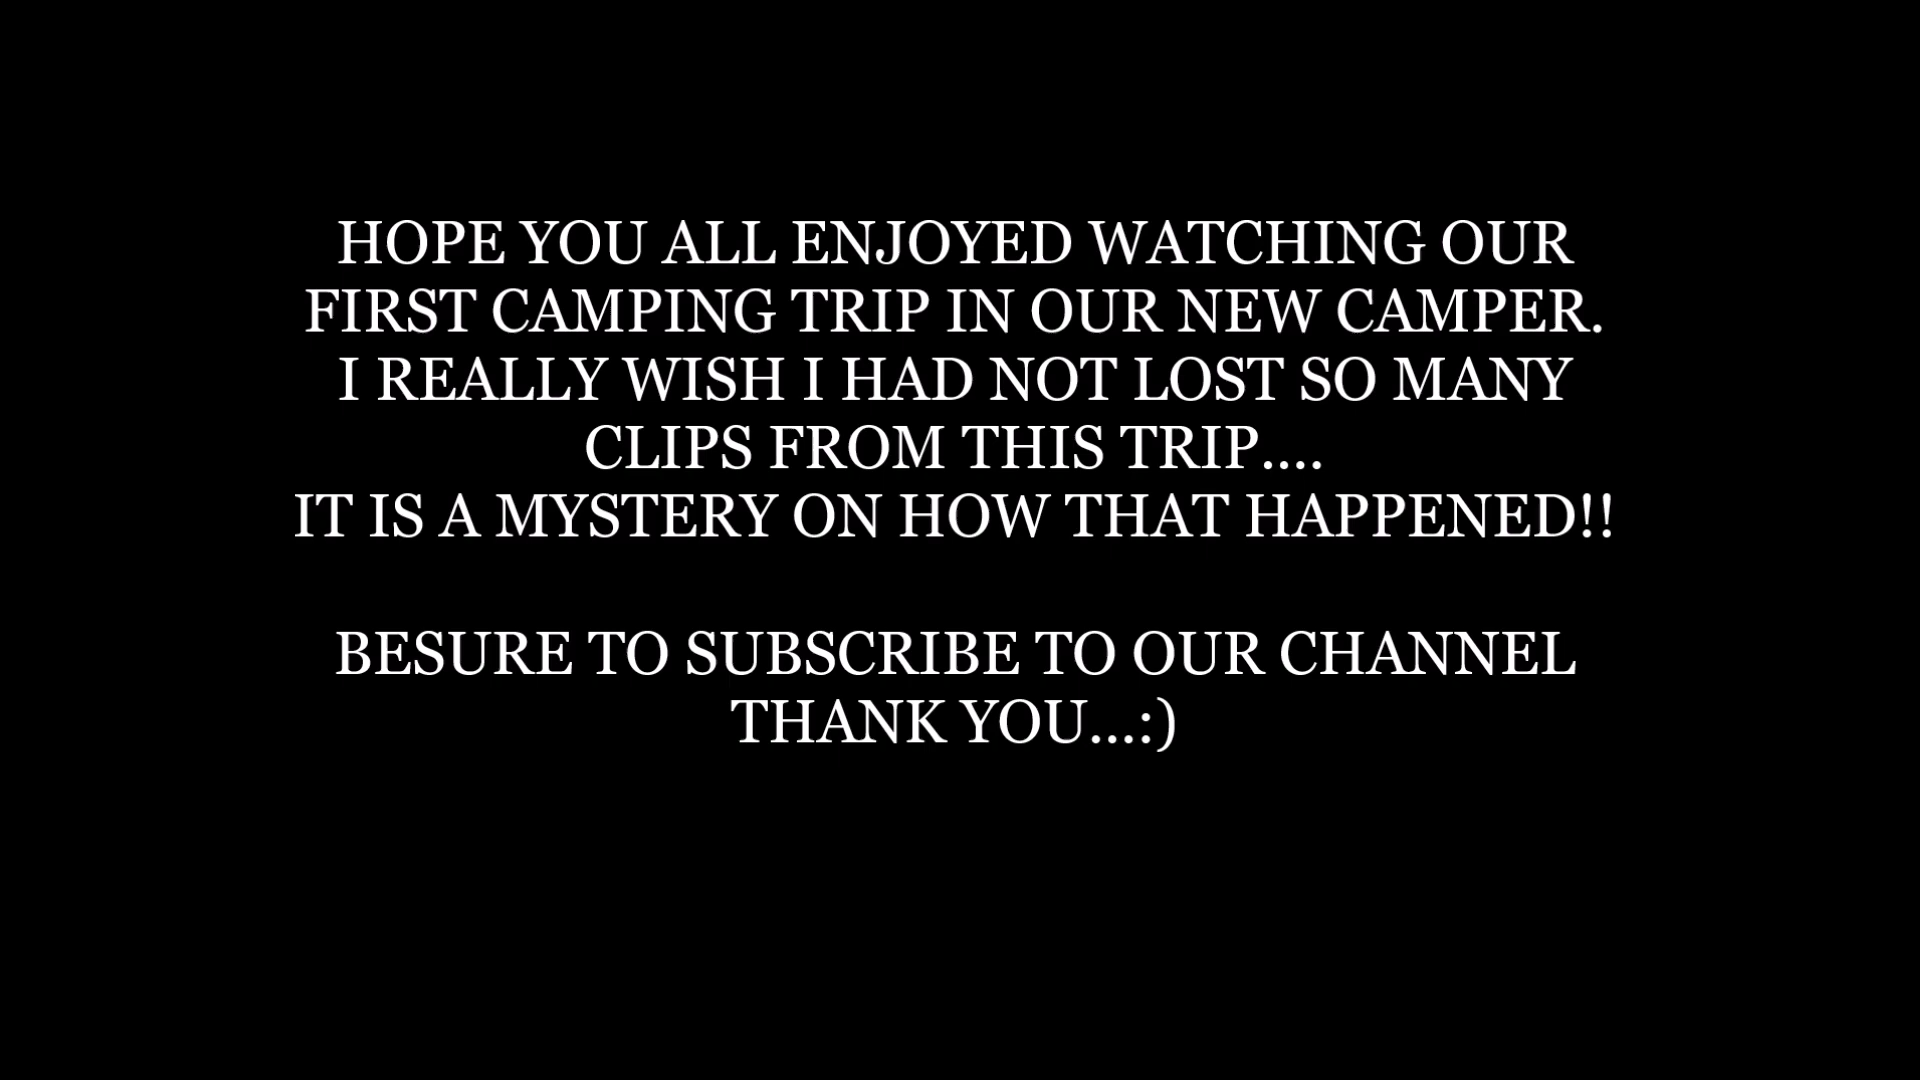 HOPE YOU ALL ENJOYED WATCHING OUR
FIRST CAMPING TRIP IN OUR NEW CAMPER.
I REALLY WISH I HAD NOT LOST SO MANY
CLIPS FROM THIS TRIP....
IT IS A MYSTERY ON HOW THAT HAPPENED!!
BESURE TO SUBSCRIBE TO OUR CHANNEL
THANK YOU...:)